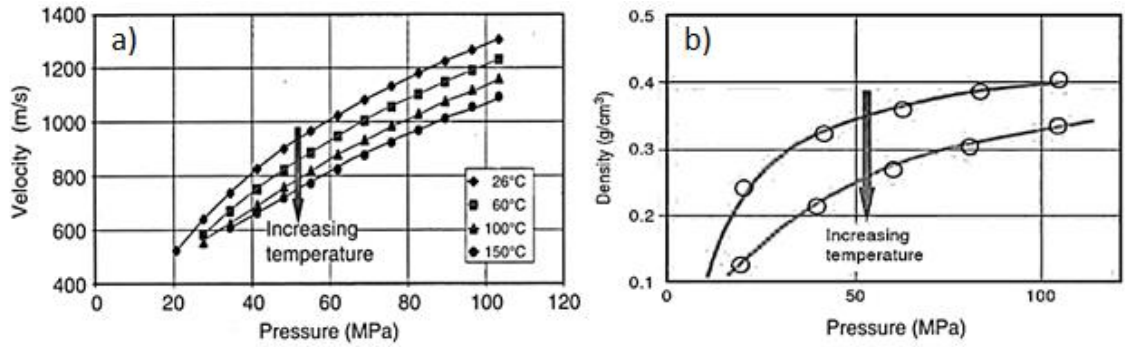 a)
1400
1200
1000
800
600
400
Velocity (m/s)
0 20 40 60 80 100 120
Pressure (MPa)
Increasing
temperature
26°C
60°C
100°C
150°C
b)
0.5
0.4
0.3
0.2
0.1
Density (g/cm³)
0 50 100
Pressure (MPa)
Increasing
temperature